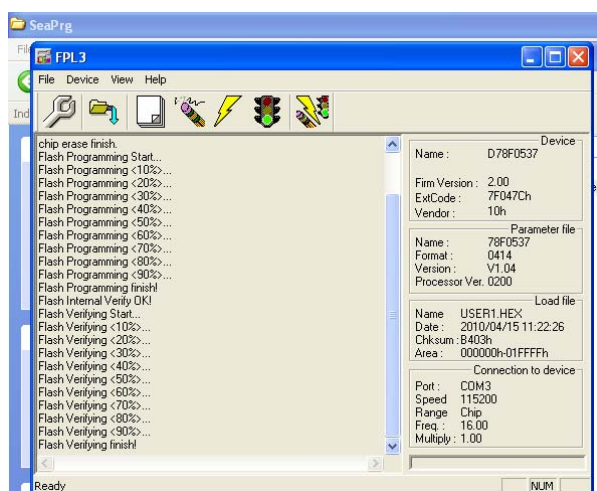 SeaPrg
FPL3
File Device View Help
chip erase finish.
Flash Programming Start...
Flash Programming <10%>...
Flash Programming <20%>...
Flash Programming <30%>...
Flash Programming <40%>...
Flash Programming <50%>...
Flash Programming <60%>...
Flash Programming <70%>...
Flash Programming <80%>...
Flash Programming <90%>...
Flash Programming finish!
Flash Internal Verify OK!
Flash Verifying Start...
Flash Verifying <10%>...
Flash Verifying <20%>...
Flash Verifying <30%>...
Flash Verifying <40%>...
Flash Verifying <50%>...
Flash Verifying <60%>...
Flash Verifying <70%>...
Flash Verifying <80%>...
Flash Verifying <90%>...
Flash Verifying finish!
Device
Name : D78F0537
Firm Version : 2.00
ExtCode : 7F047Ch
Vendor : 10h
Parameter file
Name : 78F0537
Format : 0414
Version : V1.04
Processor Ver. 0200
Load file
Name USER1.HEX
Date : 2010/04/15 11:22:26
Chksum : B403h
Area : 000000h-01FFFFh
Connection to device
Port : COM3
Speed 115200
Range Chip
Freq. : 16.00
Multiply : 1.00
Ready
NUM